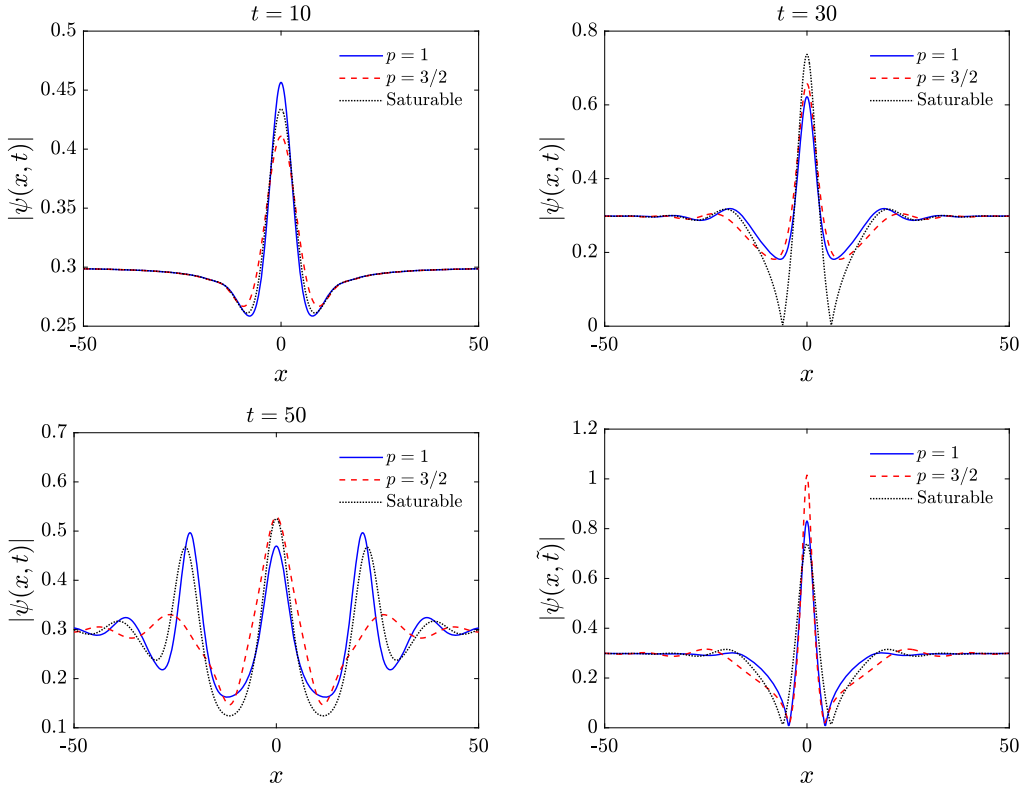 t = 10
0.5
0.45
0.4
0.35
0.3
0.25
-50
0
50
x
|ψ(x, t)|
p = 1
p = 3/2
Saturable
t = 30
0.8
0.6
0.4
0.2
0
-50
0
50
x
|ψ(x, t)|
p = 1
p = 3/2
Saturable
t = 50
0.7
0.6
0.5
0.4
0.3
0.2
0.1
-50
0
50
x
|ψ(x, t)|
p = 1
p = 3/2
Saturable
1.2
1
0.8
0.6
0.4
0.2
0
-50
0
50
x
|ψ(x, t̃)|
p = 1
p = 3/2
Saturable